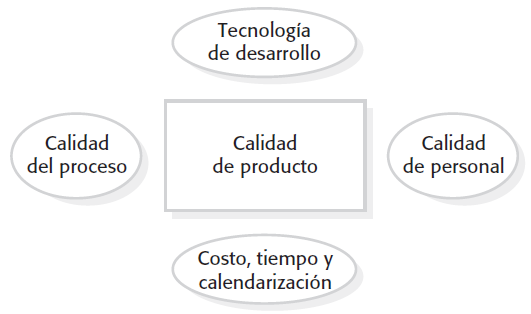 Tecnología
de desarrollo
Calidad
del proceso
Calidad
de producto
Calidad
de personal
Costo, tiempo y
calendarización